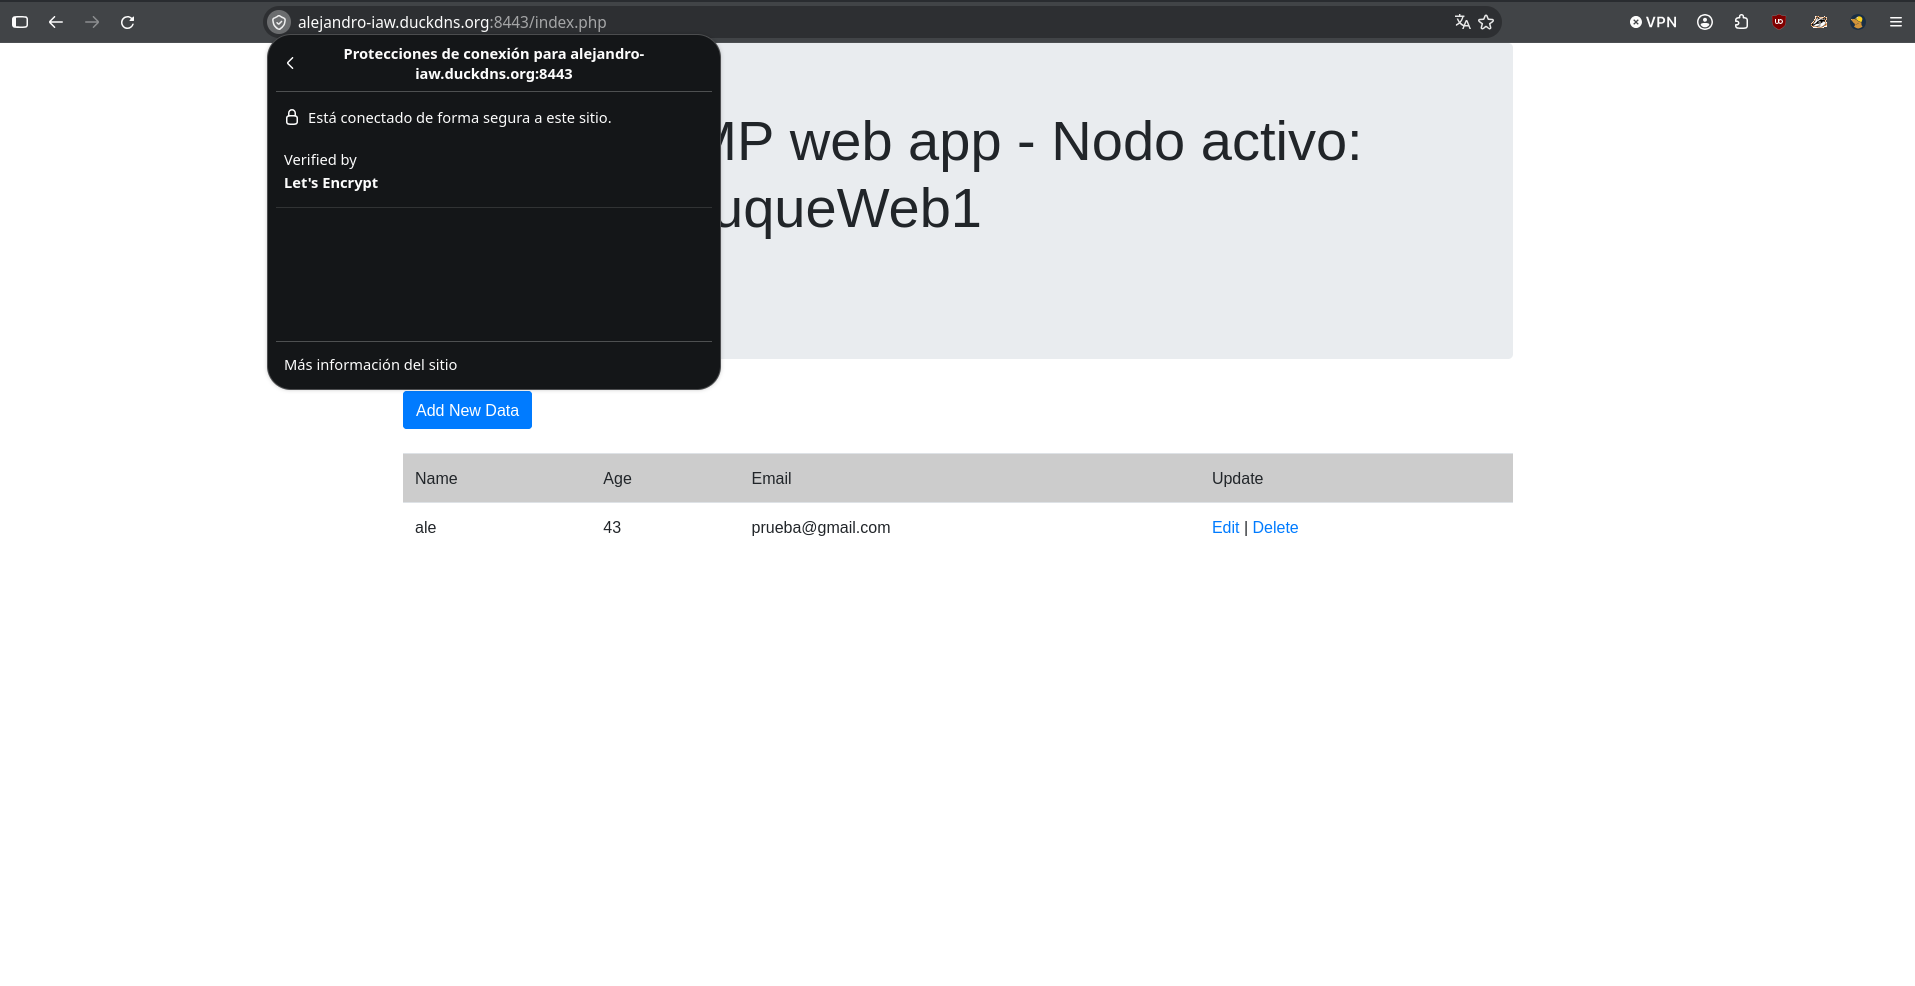 alejandro-iaw.duckdns.org:8443/index.php
VPN
Protecciones de conexión para alejandro-
iaw.duckdns.org:8443
Está conectado de forma segura a este sitio.
Verified by
Let's Encrypt
Más información del sitio
web app - Nodo activo:
Add New Data
Name Age Email Update
ale 43 prueba@gmail.com Edit | Delete